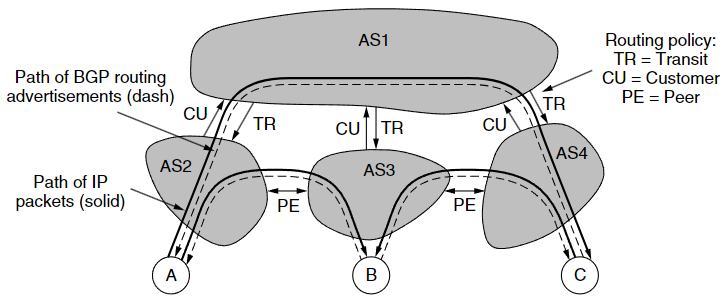 AS1
Routing policy:
TR = Transit
CU = Customer
PE = Peer
Path of BGP routing
advertisements (dash)
CU
TR
CU
TR
CU
TR
AS2
AS3
AS4
Path of IP
packets (solid)
PE
PE
A
B
C